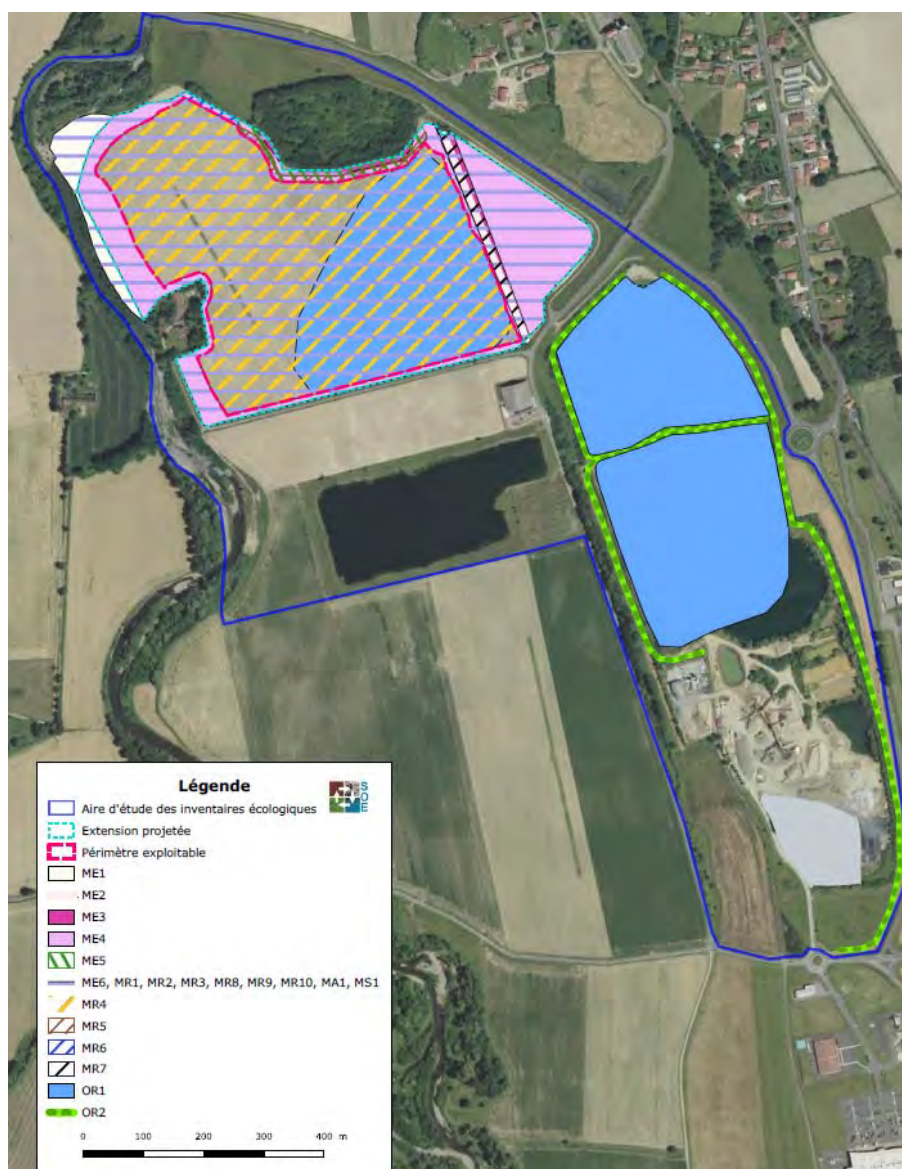 Légende
SOE
Aire d'étude des inventaires écologiques
Extension projetée
Périmètre exploitable
ME1
ME2
ME3
ME4
ME5
ME6, MR1, MR2, MR3, MR8, MR9, MR10, MA1, MS1
MR4
MR5
MR6
MR7
OR1
OR2
0 100 200 300 400 m